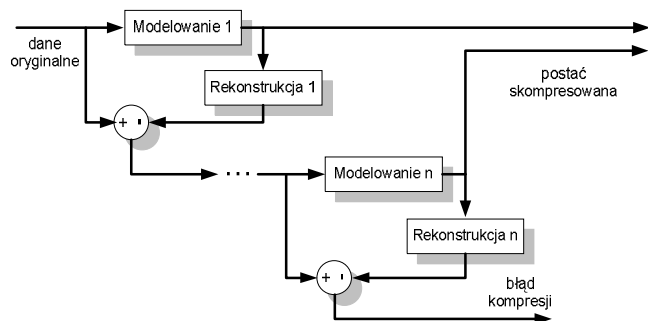 Modelowanie 1
dane
oryginalne
Rekonstrukcja 1
postać
skompresowana
+ -
...
Modelowanie n
Rekonstrukcja n
+ -
błąd
kompresji